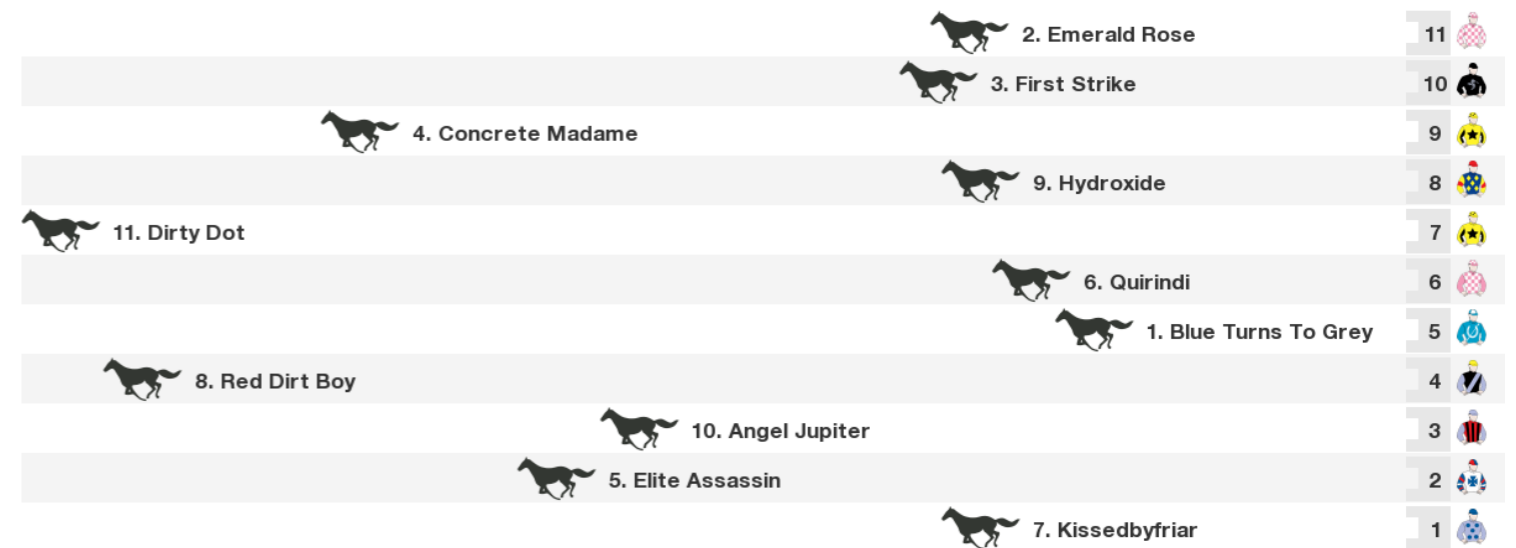 2. Emerald Rose 11
3. First Strike 10
4. Concrete Madame 9
9. Hydroxide 8
11. Dirty Dot 7
6. Quirindi 6
1. Blue Turns To Grey 5
8. Red Dirt Boy 4
10. Angel Jupiter 3
5. Elite Assassin 2
7. Kissedbyfriar 1